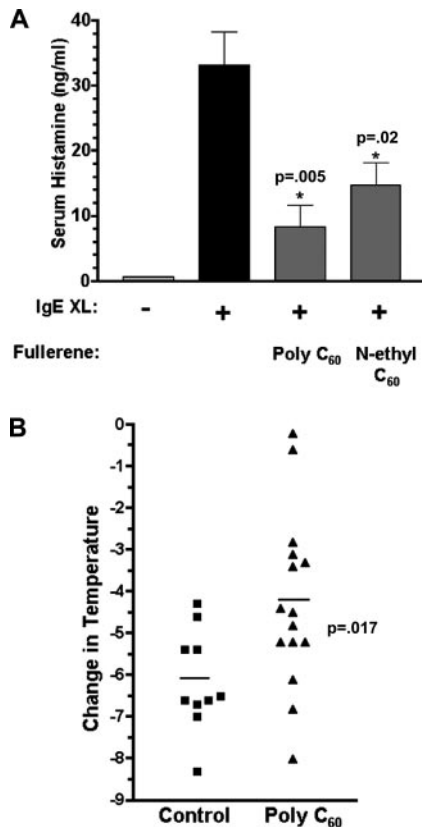 A
Serum Histamine (ng/ml)
40
30
20
10
0
p=.005
*
p=.02
*
IgE XL: - + + +
Fullerene: Poly C60 N-ethyl C60
B
Change in Temperature
0
-1
-2
-3
-4
-5
-6
-7
-8
-9
p=.017
Control Poly C60